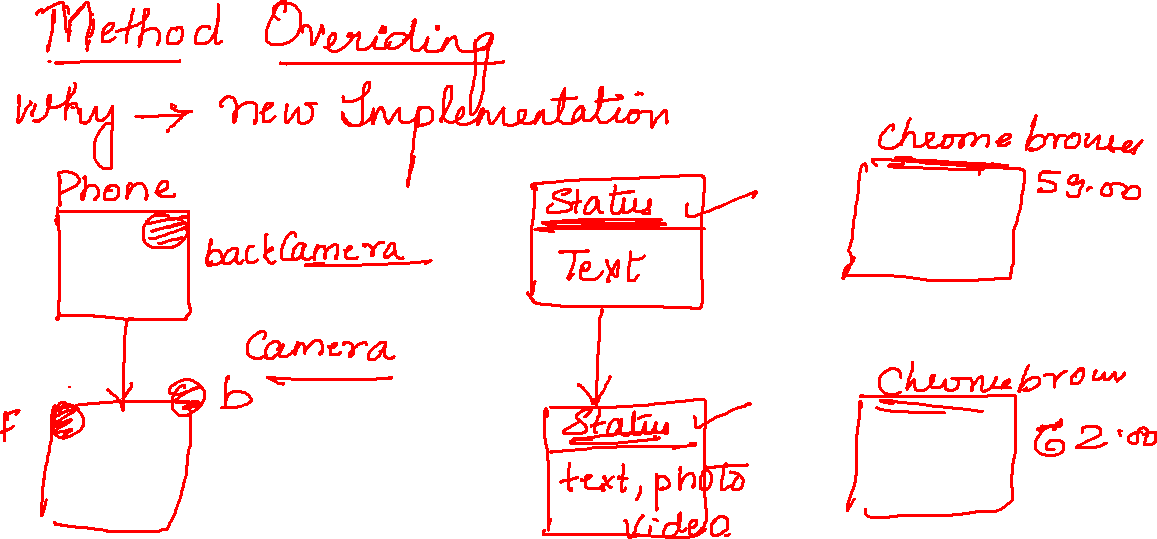 Method Overiding
Why → new Implementation
Phone
backCamera
Camera
F
b
Status
Text
Status
text, photo
video
Chrome browser
59.00
Chrome brow
62.00